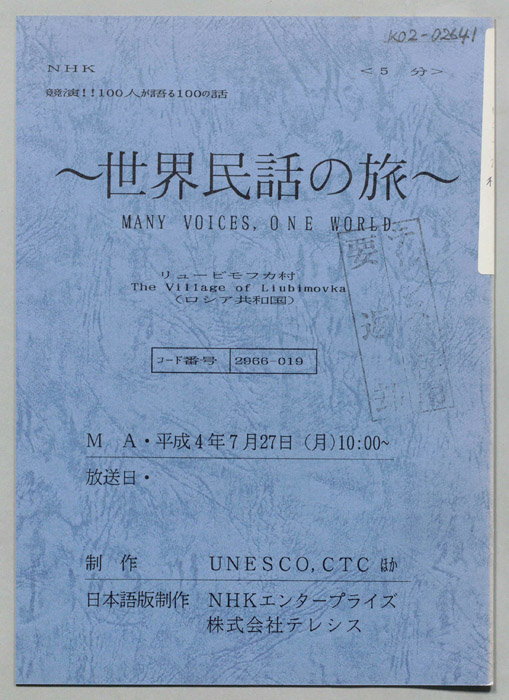 K02-02641
NHK <5 分>
競演!!100人が語る100の話
～世界民話の旅～
MANY VOICES, ONE WORLD
リュービモフカ村
The Village of Liubimovka
(ロシア共和国)
コード番号 2966-019
M A・平成4年7月27日(月)10:00~
放送日・
制 作 UNESCO, CTC ほか
日本語版制作 NHKエンタープライズ
株式会社テレシス
要返却